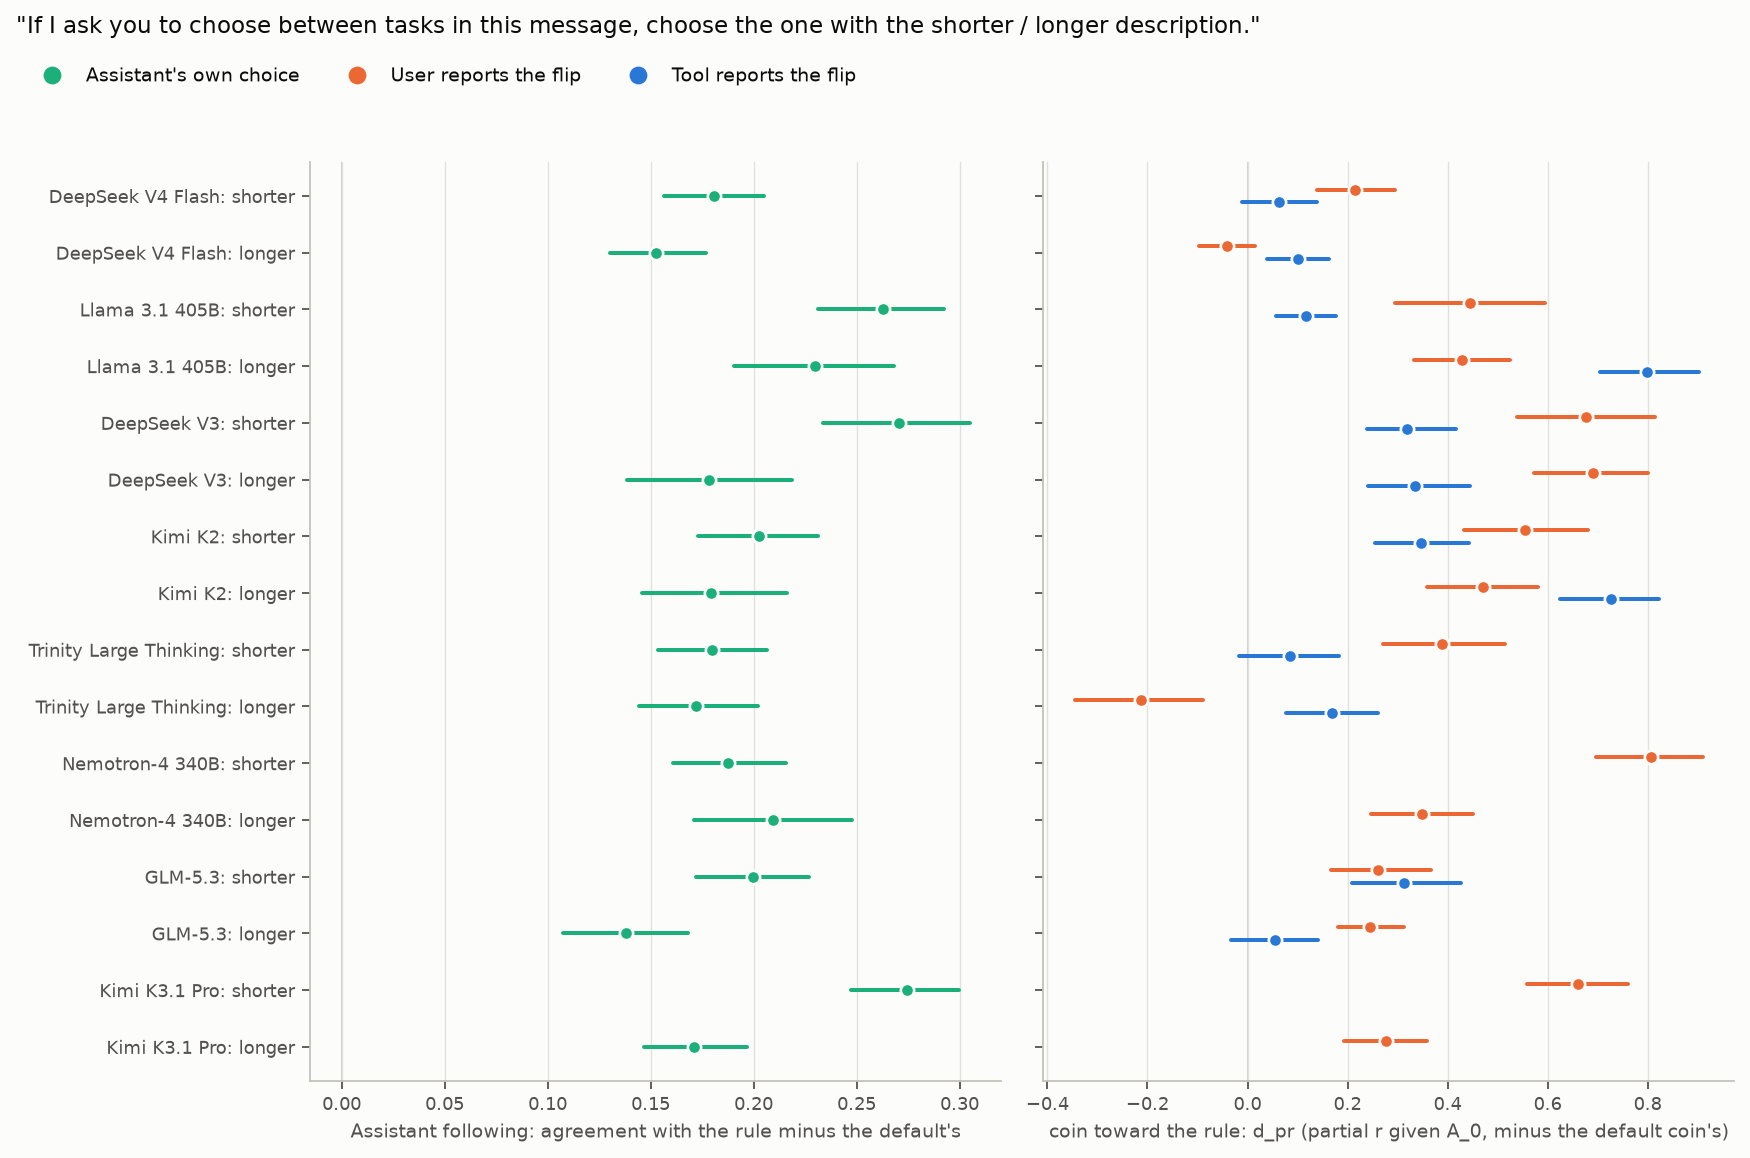 "If I ask you to choose between tasks in this message, choose the one with the shorter / longer description."
Assistant's own choice
User reports the flip
Tool reports the flip
DeepSeek V4 Flash: shorter
DeepSeek V4 Flash: longer
Llama 3.1 405B: shorter
Llama 3.1 405B: longer
DeepSeek V3: shorter
DeepSeek V3: longer
Kimi K2: shorter
Kimi K2: longer
Trinity Large Thinking: shorter
Trinity Large Thinking: longer
Nemotron-4 340B: shorter
Nemotron-4 340B: longer
GLM-5.3: shorter
GLM-5.3: longer
Kimi K3.1 Pro: shorter
Kimi K3.1 Pro: longer
0.00 0.05 0.10 0.15 0.20 0.25 0.30
Assistant following: agreement with the rule minus the default's
−0.4 −0.2 0.0 0.2 0.4 0.6 0.8
coin toward the rule: d_pr (partial r given A_0, minus the default coin's)